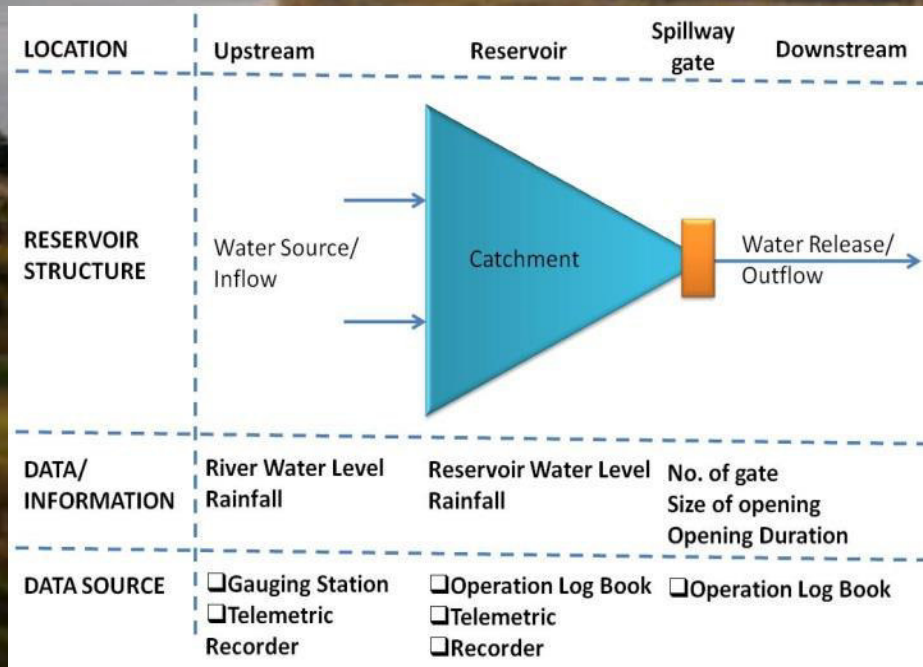 LOCATION
Upstream
Reservoir
Spillway
gate
Downstream
RESERVOIR
STRUCTURE
Water Source/
Inflow
Catchment
Water Release/
Outflow
DATA/
INFORMATION
River Water Level
Rainfall
Reservoir Water Level
Rainfall
No. of gate
Size of opening
Opening Duration
DATA SOURCE
❑Gauging Station
❑Telemetric
Recorder
❑Operation Log Book
❑Telemetric
❑Recorder
❑Operation Log Book